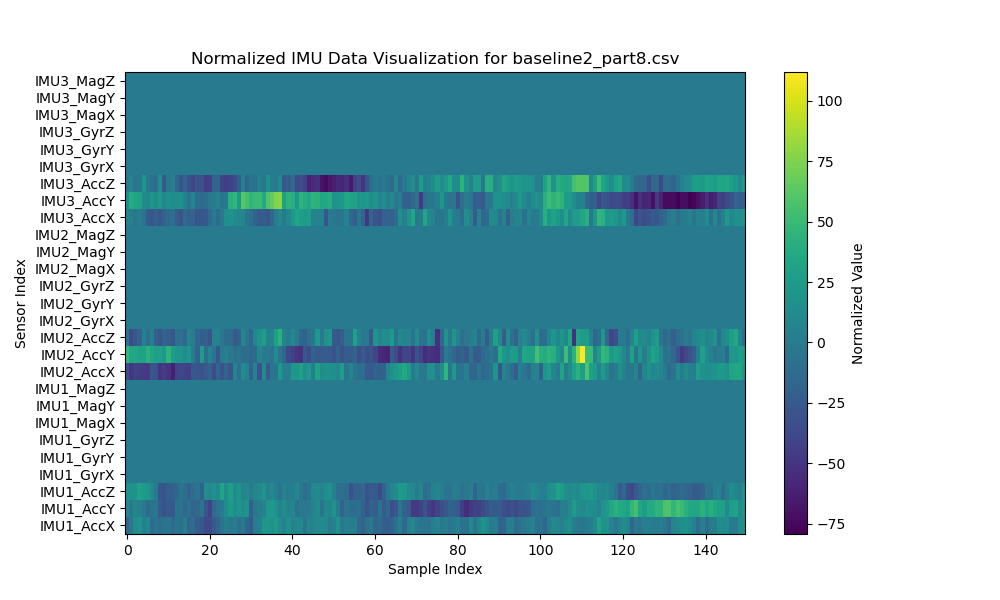 Normalized IMU Data Visualization for baseline2_part8.csv
IMU3_MagZ
IMU3_MagY
IMU3_MagX
IMU3_GyrZ
IMU3_GyrY
IMU3_GyrX
IMU3_AccZ
IMU3_AccY
IMU3_AccX
IMU2_MagZ
IMU2_MagY
IMU2_MagX
IMU2_GyrZ
IMU2_GyrY
IMU2_GyrX
IMU2_AccZ
IMU2_AccY
IMU2_AccX
IMU1_MagZ
IMU1_MagY
IMU1_MagX
IMU1_GyrZ
IMU1_GyrY
IMU1_GyrX
IMU1_AccZ
IMU1_AccY
IMU1_AccX
Sensor Index
0 20 40 60 80 100 120 140
Sample Index
100
75
50
25
0
−25
−50
−75
Normalized Value